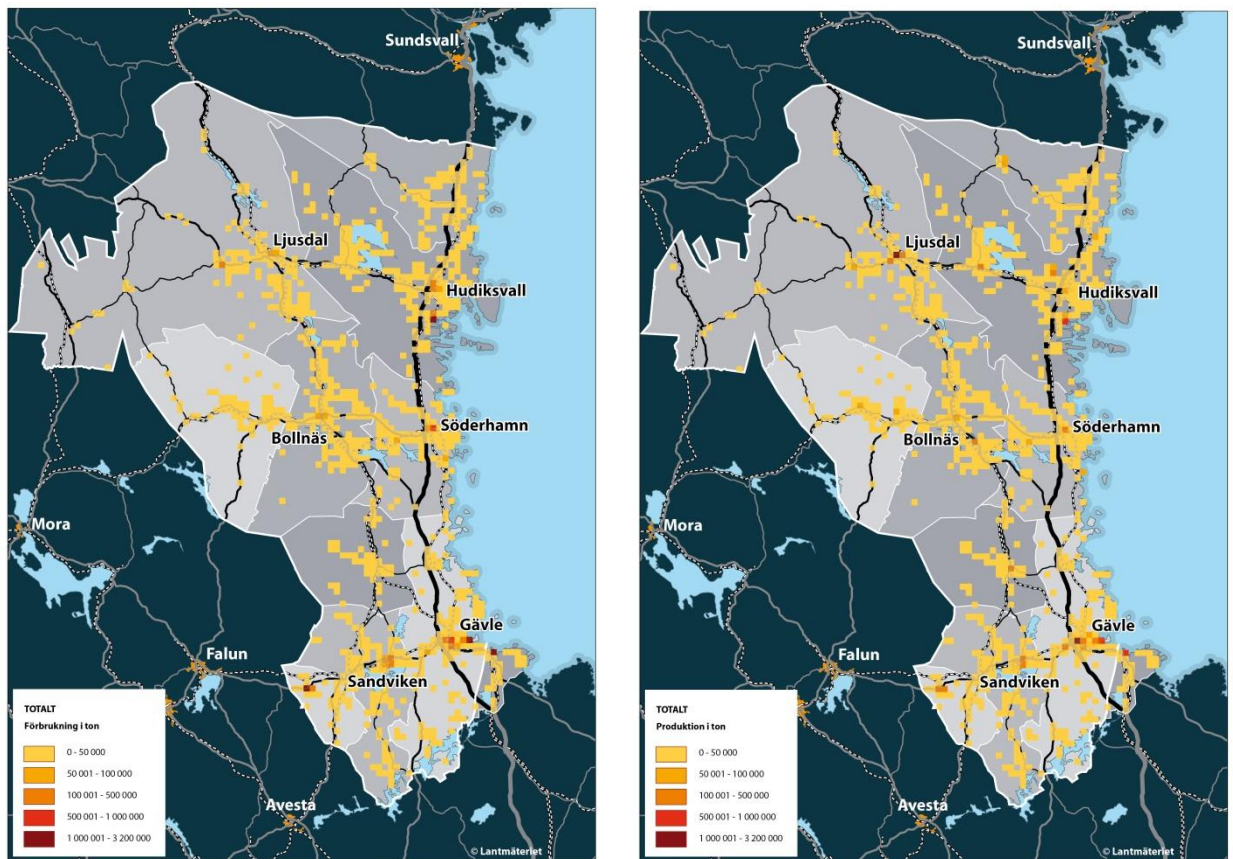 Sundsvall
Ljusdal
Hudiksvall
Söderhamn
Bollnäs
Mora
Gävle
Falun
Sandviken
Avesta
TOTALT
Förbrukning i ton
0 - 50 000
50 001 - 100 000
100 001 - 500 000
500 001 - 1 000 000
1 000 001 - 3 200 000
© Lantmäteriet
Sundsvall
Ljusdal
Hudiksvall
Söderhamn
Bollnäs
Mora
Gävle
Falun
Sandviken
Avesta
TOTALT
Produktion i ton
0 - 50 000
50 001 - 100 000
100 001 - 500 000
500 001 - 1 000 000
1 000 001 - 3 200 000
© Lantmäteriet